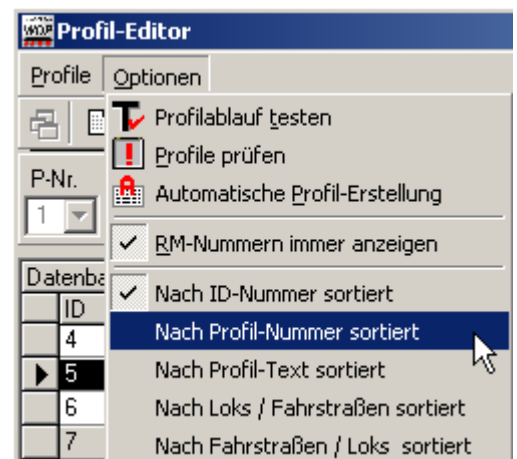 WDP Profil-Editor
Profile Optionen
Profilablauf testen
Profile prüfen
Automatische Profil-Erstellung
RM-Nummern immer anzeigen
Nach ID-Nummer sortiert
Nach Profil-Nummer sortiert
Nach Profil-Text sortiert
Nach Loks / Fahrstraßen sortiert
Nach Fahrstraßen / Loks sortiert
P-Nr.
1
Datenba
ID
4
5
6
7